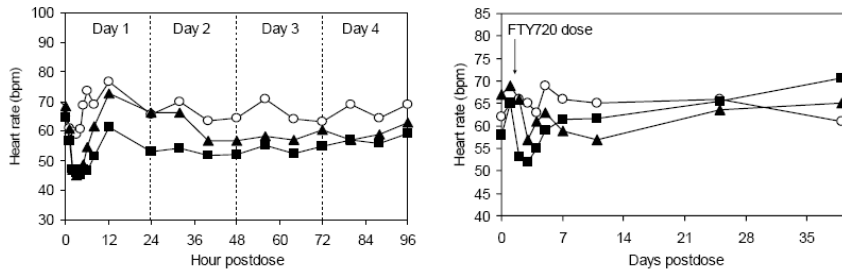 100
90
80
70
60
50
40
30
Heart rate (bpm)
Day 1 Day 2 Day 3 Day 4
0 12 24 36 48 60 72 84 96
Hour postdose
85
80
75
70
65
60
55
50
45
40
Heart rate (bpm)
FTY720 dose
0 7 14 21 28 35
Days postdose